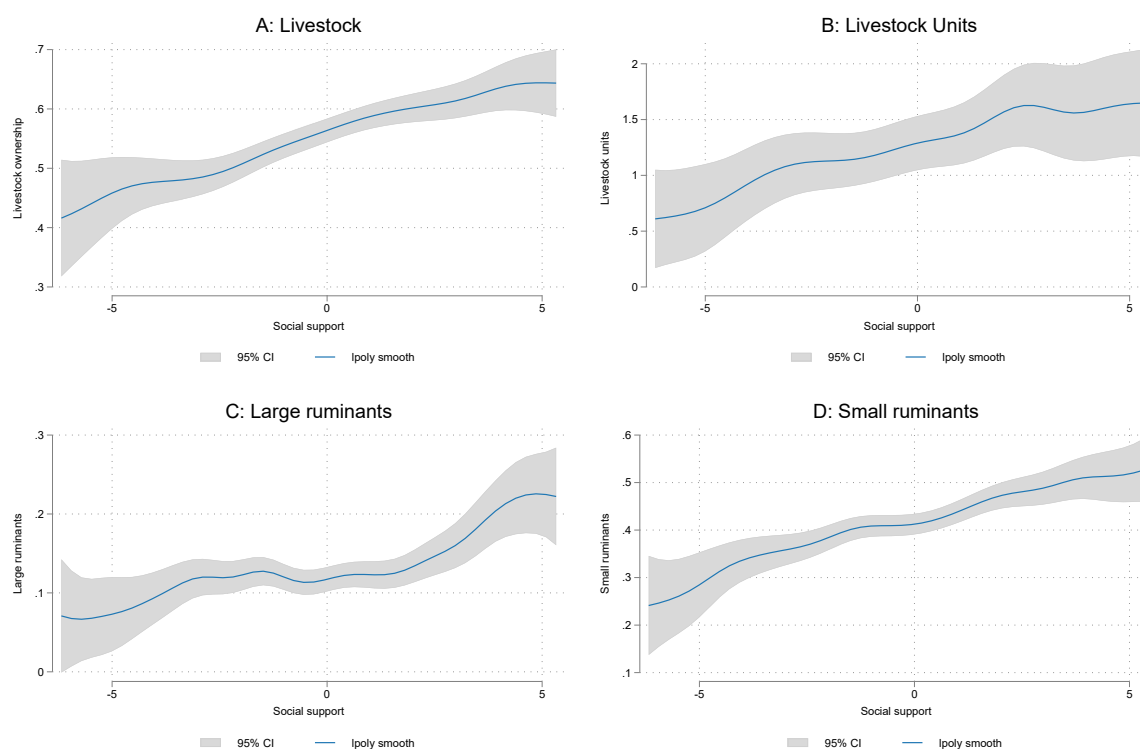 A: Livestock
.7
.6
.5
.4
.3
Livestock ownership
-5 0 5
Social support
95% CI lpoly smooth
B: Livestock Units
2
1.5
1
.5
0
Livestock units
-5 0 5
Social support
95% CI lpoly smooth
C: Large ruminants
.3
.2
.1
0
Large ruminants
-5 0 5
Social support
95% CI lpoly smooth
D: Small ruminants
.6
.5
.4
.3
.2
.1
Small ruminants
-5 0 5
Social support
95% CI lpoly smooth